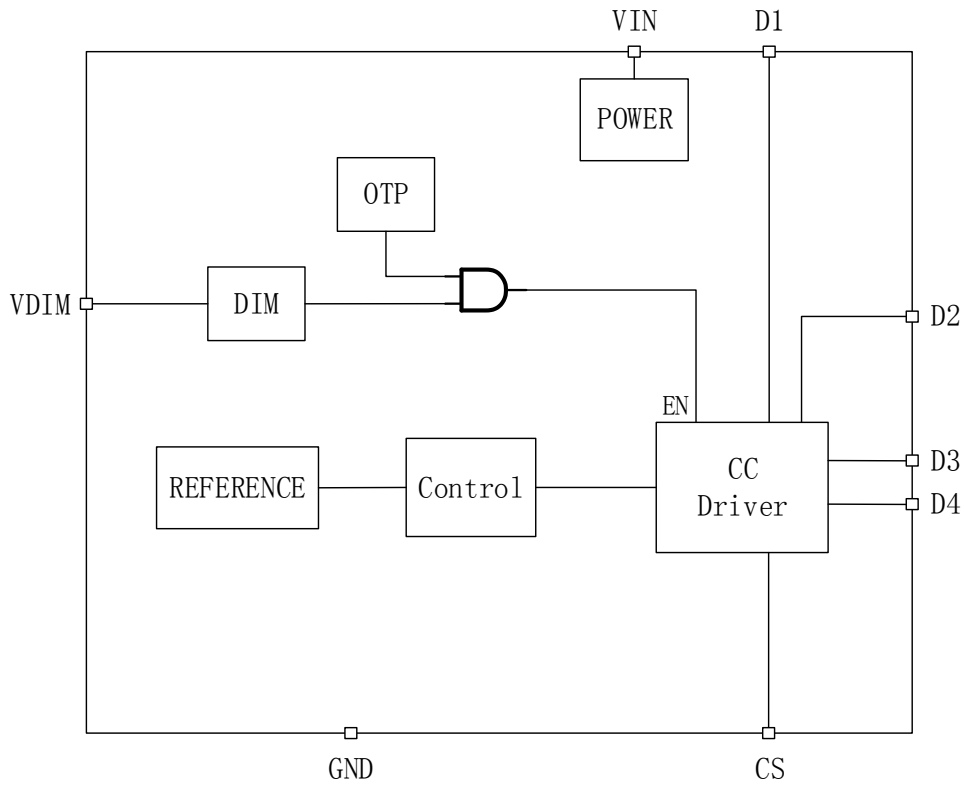 VIN
D1
POWER
OTP
VDIM
DIM
D2
EN
REFERENCE
Control
CC
Driver
D3
D4
GND
CS